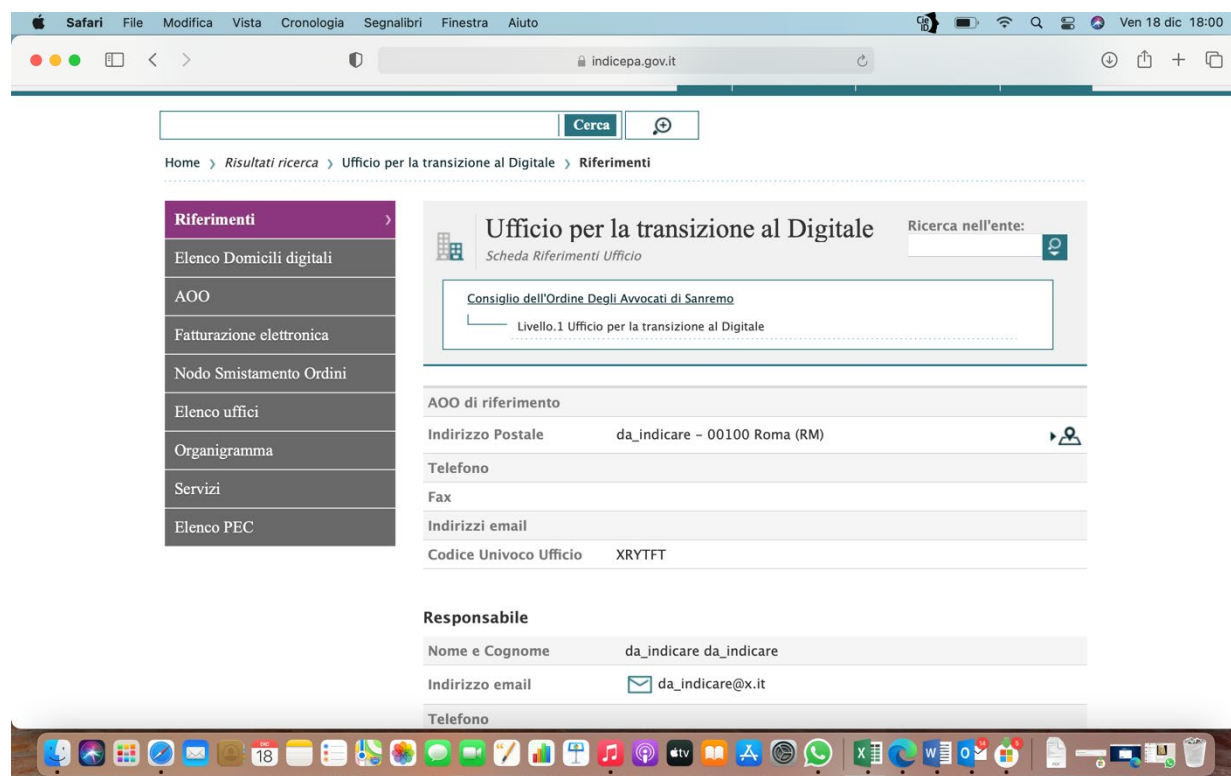 Safari File Modifica Vista Cronologia Segnalibri Finestra Aiuto Ven 18 dic 18:00
indicepa.gov.it
Cerca
Home › Risultati ricerca › Ufficio per la transizione al Digitale › Riferimenti
Riferimenti
Elenco Domicili digitali
AOO
Fatturazione elettronica
Nodo Smistamento Ordini
Elenco uffici
Organigramma
Servizi
Elenco PEC
Ufficio per la transizione al Digitale
Scheda Riferimenti Ufficio
Ricerca nell'ente:
Consiglio dell'Ordine Degli Avvocati di Sanremo
Livello.1 Ufficio per la transizione al Digitale
AOO di riferimento
Indirizzo Postale da_indicare – 00100 Roma (RM)
Telefono
Fax
Indirizzi email
Codice Univoco Ufficio XRYTFT
Responsabile
Nome e Cognome da_indicare da_indicare
Indirizzo email da_indicare@x.it
Telefono
DIC
18
tv